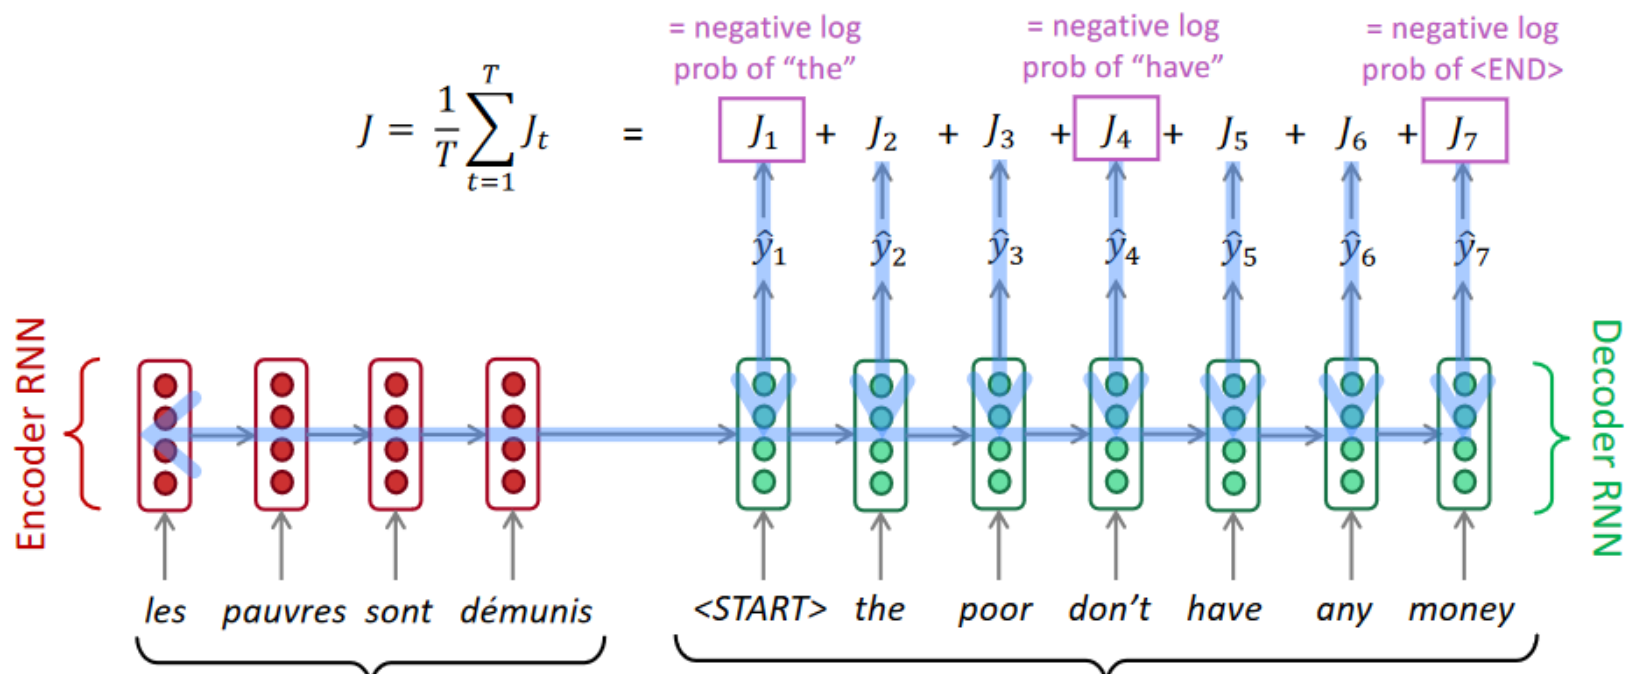 = negative log
prob of “the”
= negative log
prob of “have”
= negative log
prob of <END>
J = 1/T ∑_{t=1}^{T} J_t = J_1 + J_2 + J_3 + J_4 + J_5 + J_6 + J_7
ŷ_1 ŷ_2 ŷ_3 ŷ_4 ŷ_5 ŷ_6 ŷ_7
Encoder RNN
Decoder RNN
les pauvres sont démunis
<START> the poor don’t have any money